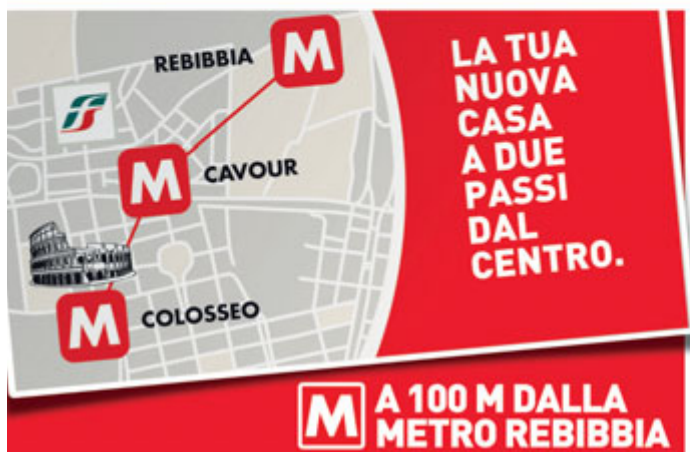 REBIBBIA M
M CAVOUR
M COLOSSEO
LA TUA
NUOVA
CASA
A DUE
PASSI
DAL
CENTRO.
M A 100 M DALLA
METRO REBIBBIA